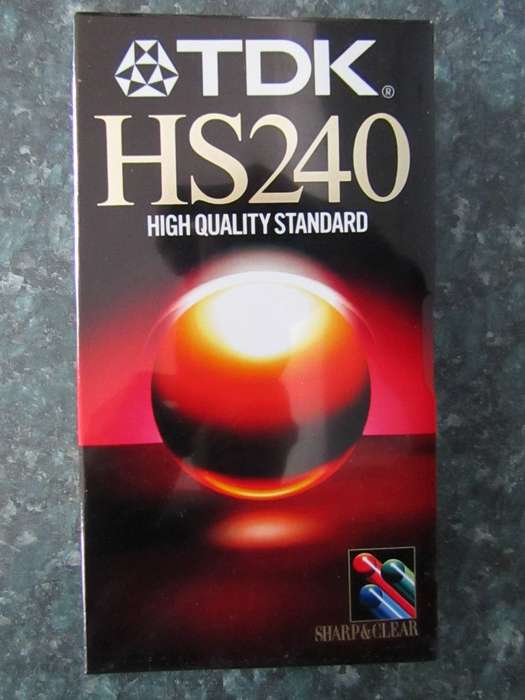 TDK®
HS240
HIGH QUALITY STANDARD
SHARP&CLEAR